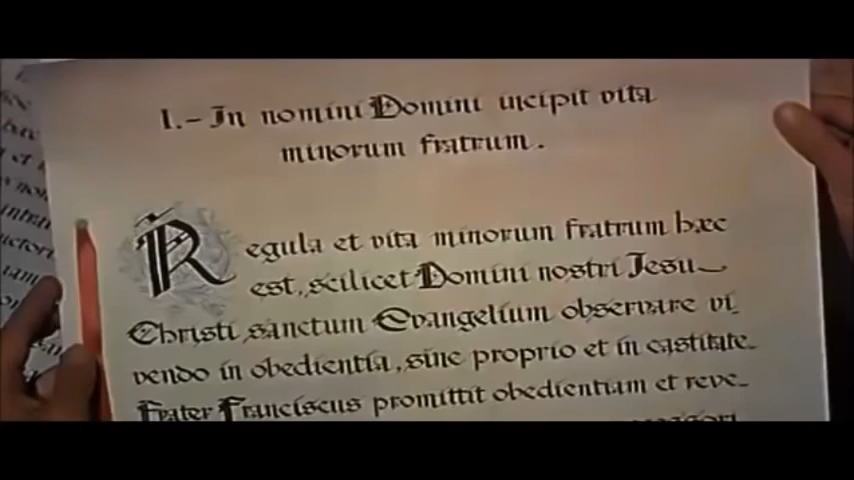 I.- In nomini Domini incipit vita
minorum fratrum.
Regula et vita minorum fratrum haec
est, scilicet Domini nostri Jesu
Christi sanctum Evangelium observare vi-
vendo in obedientia, sine proprio et in castitate.
Frater Franciscus promittit obedientiam et reve-